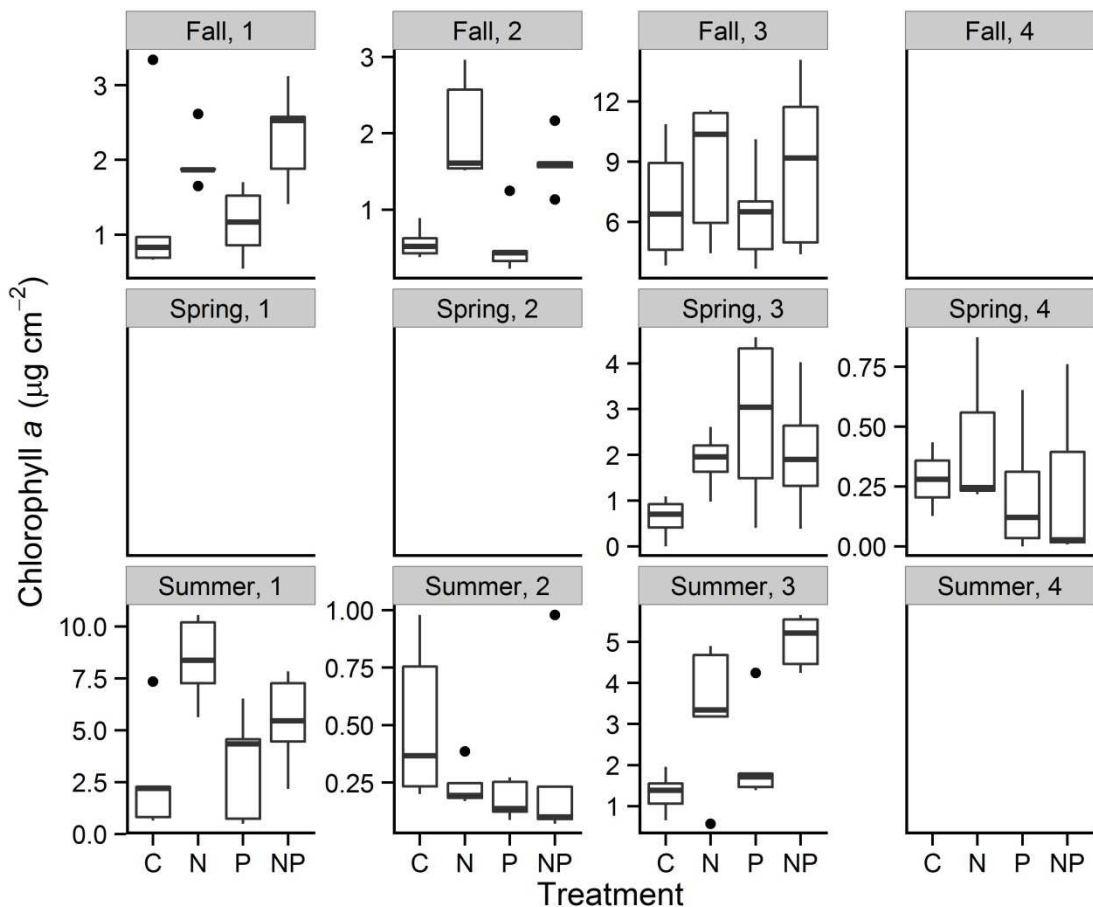 Fall, 1 Fall, 2 Fall, 3 Fall, 4
3 2 1
3 2 1
12 9 6
Spring, 1 Spring, 2 Spring, 3 Spring, 4
4 3 2 1 0
0.75 0.50 0.25 0.00
Summer, 1 Summer, 2 Summer, 3 Summer, 4
10.0 7.5 5.0 2.5 0.0
1.00 0.75 0.50 0.25
5 4 3 2 1
C N P NP C N P NP C N P NP C N P NP
Treatment
Chlorophyll a (μg cm⁻²)